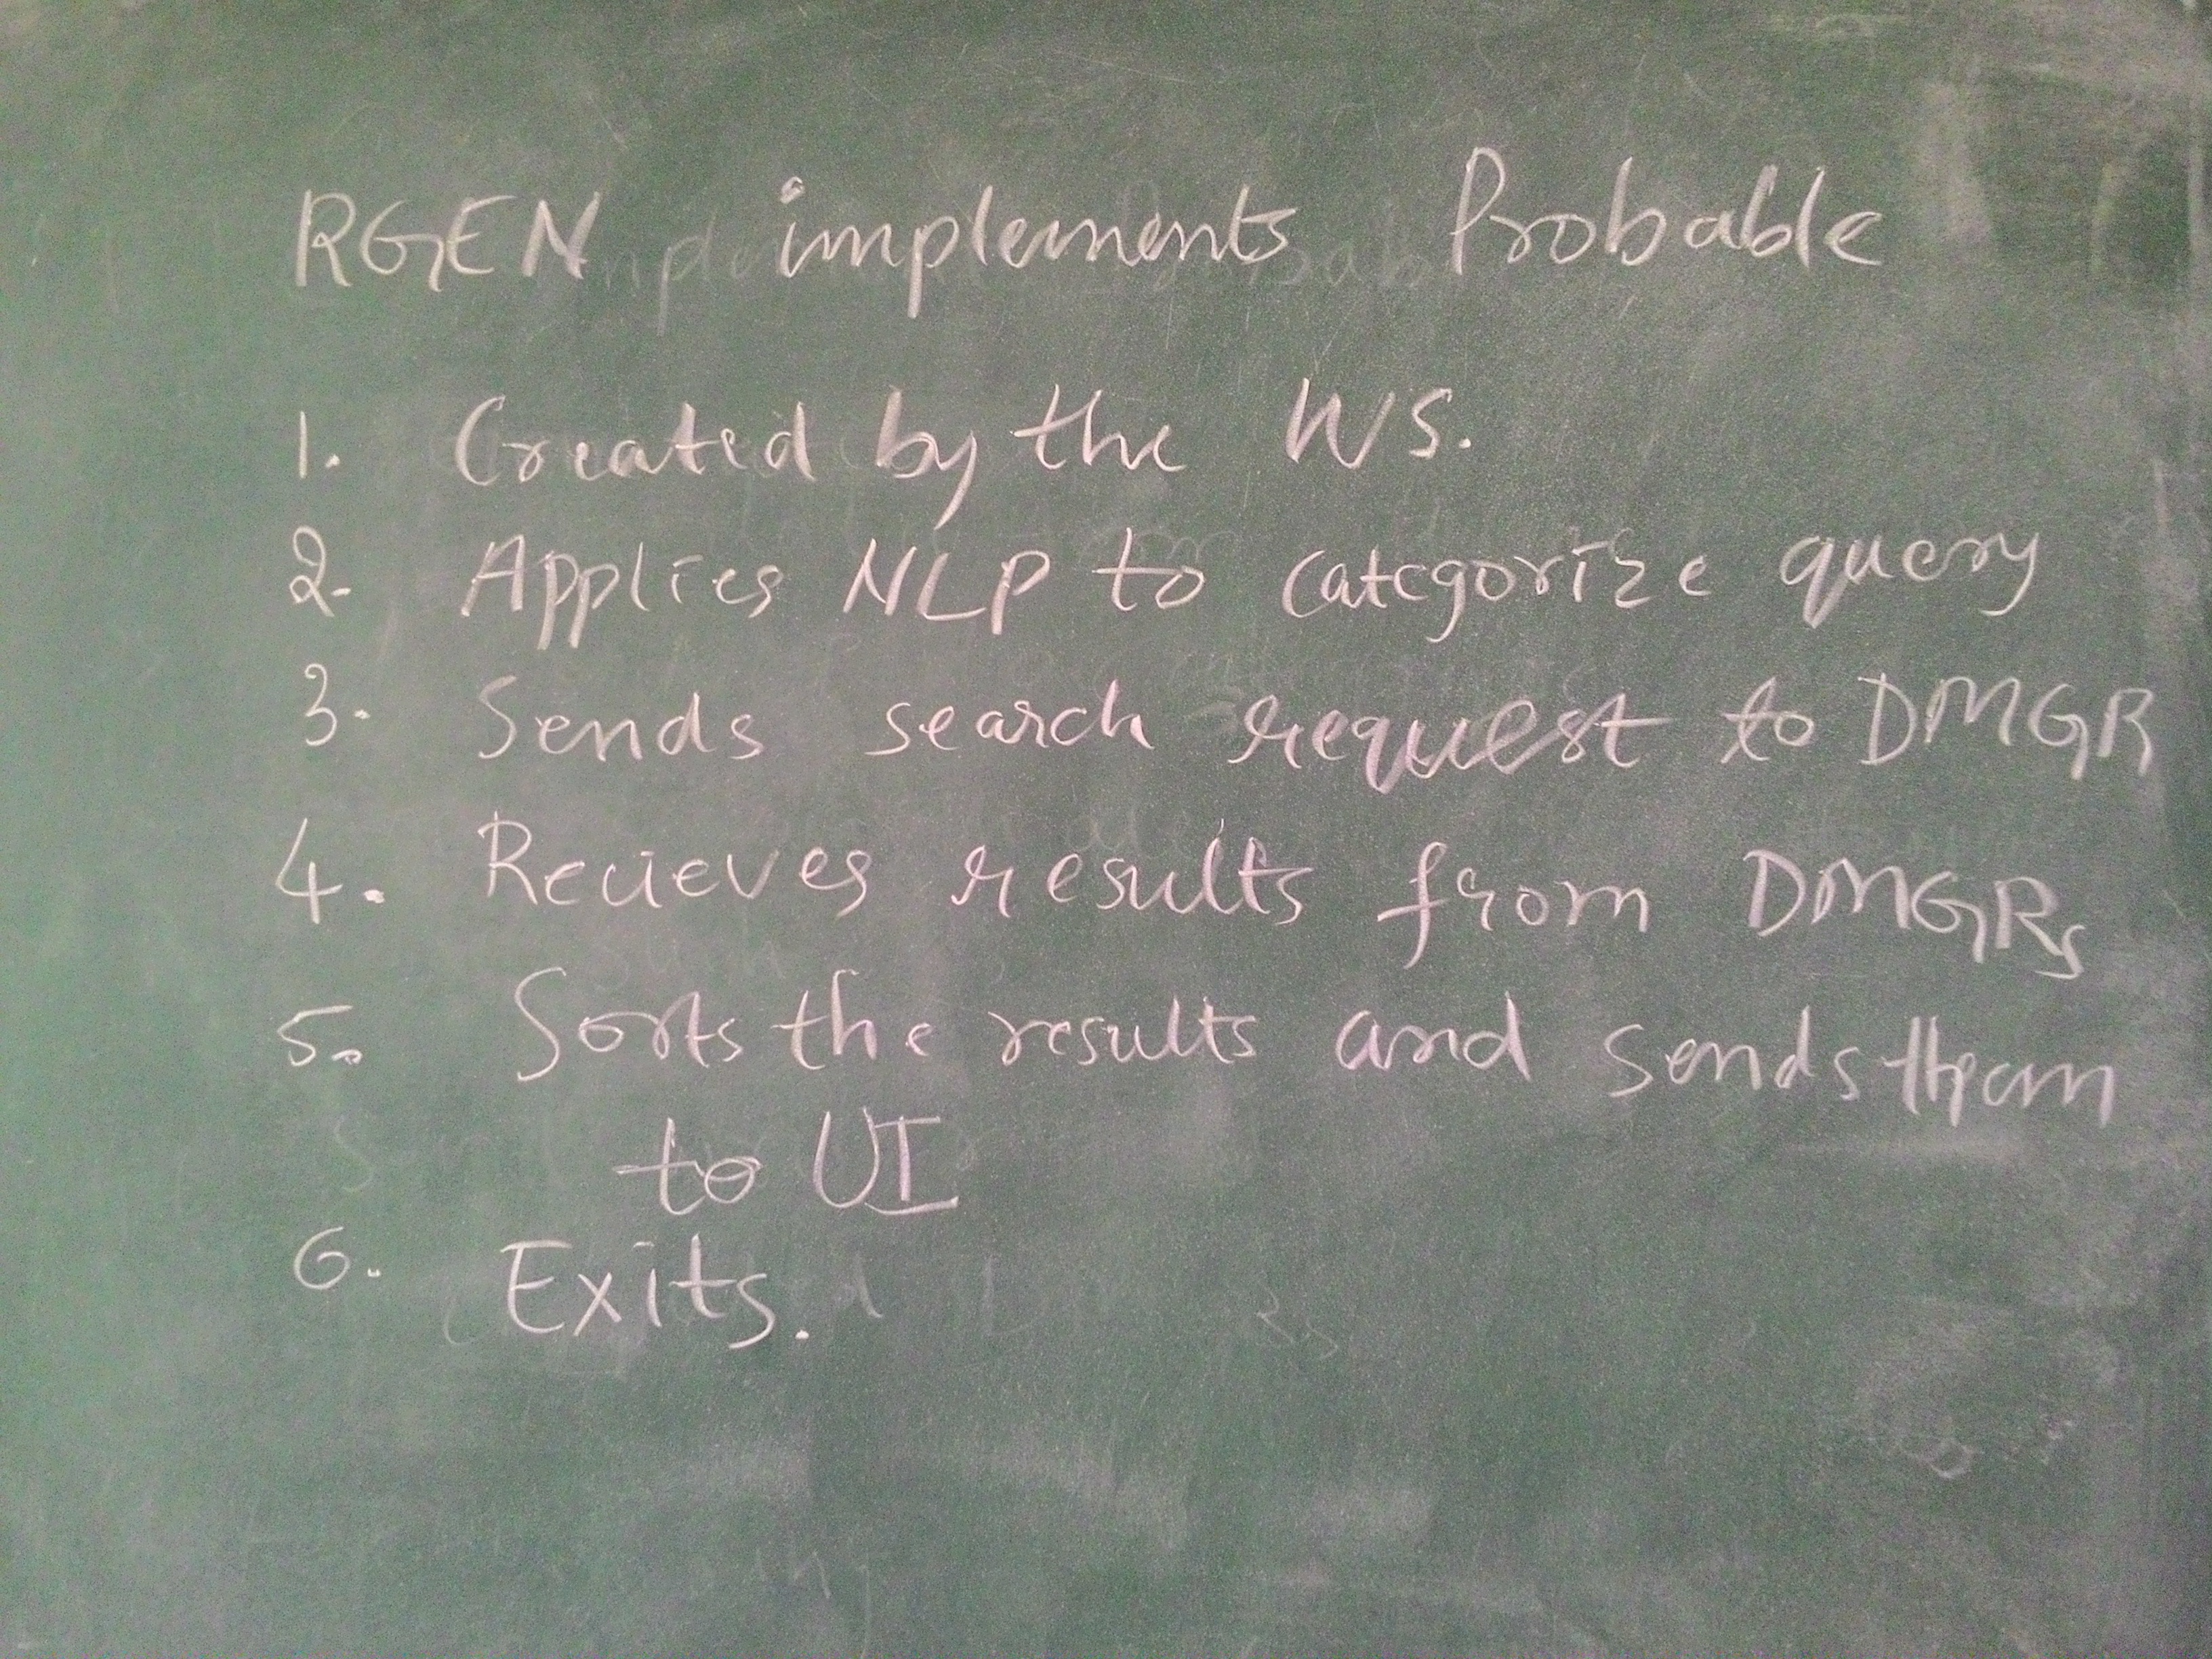 RGEN implements Probable
1. Created by the WS.
2. Applies NLP to categorize query
3. Sends search request to DMGR
4. Recieves results from DMGRs
5. Sorts the results and sends them
to UI
6. Exits.